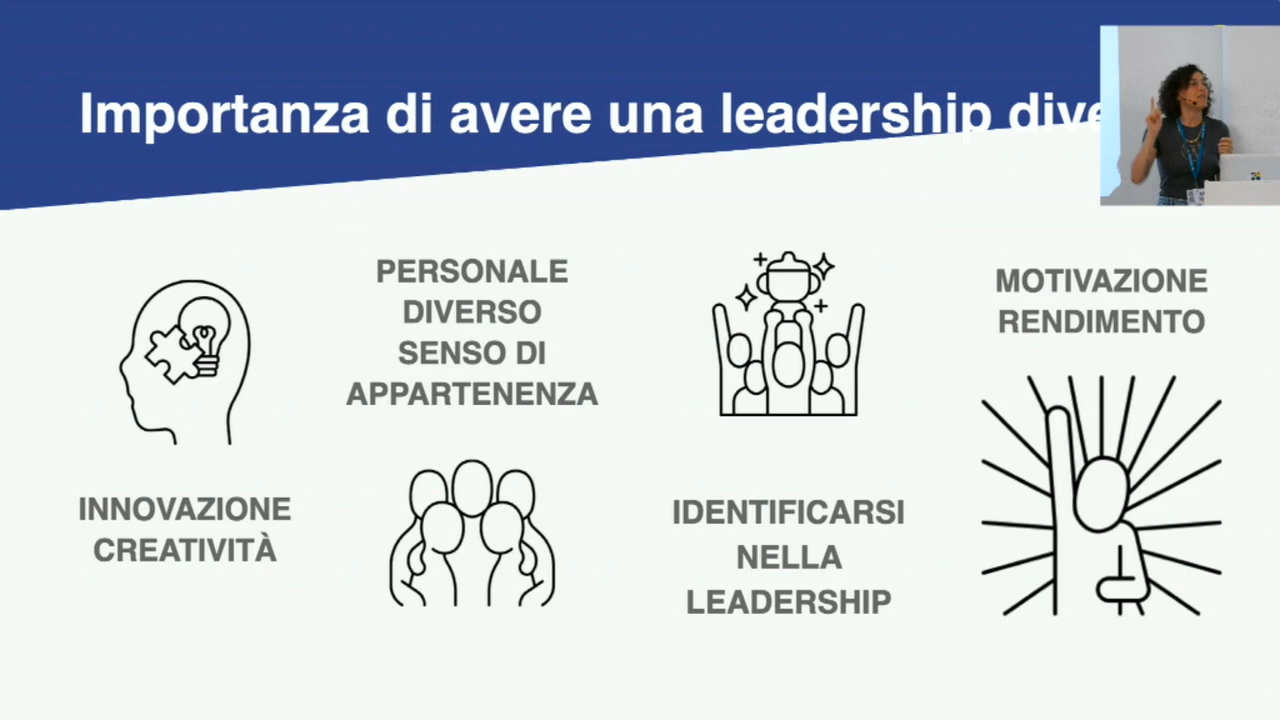 Importanza di avere una leadership
INNOVAZIONE
CREATIVITÀ
PERSONALE
DIVERSO
SENSO DI
APPARTENENZA
IDENTIFICARSI
NELLA
LEADERSHIP
MOTIVAZIONE
RENDIMENTO